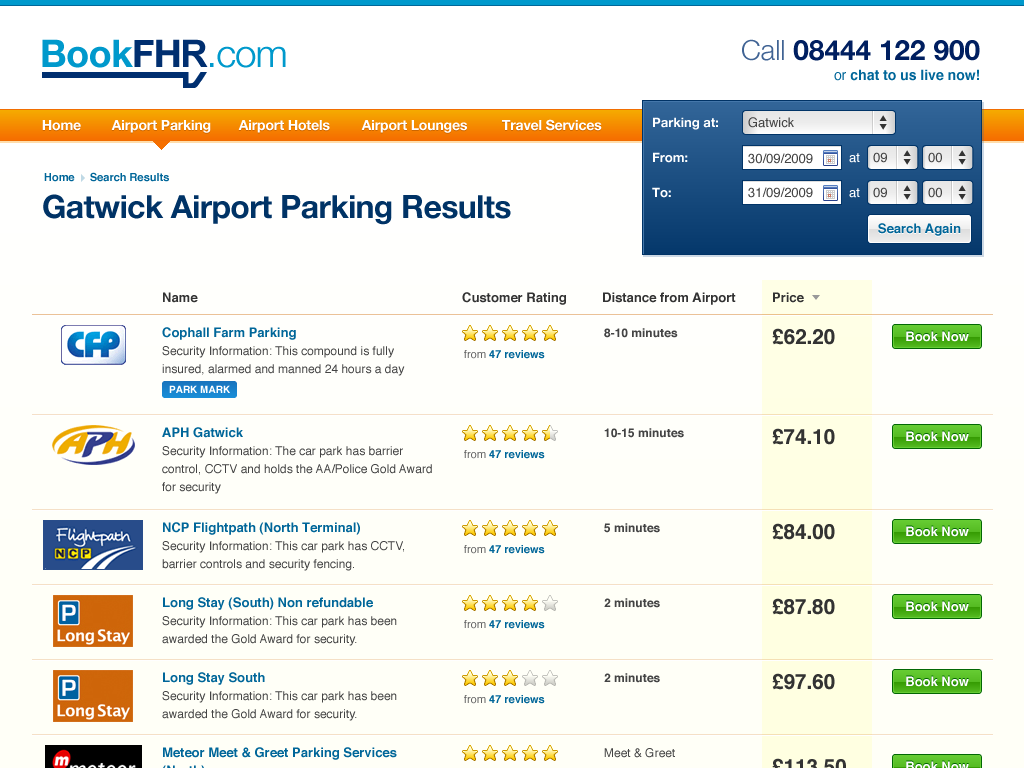 BookFHR.com
Call 08444 122 900
or chat to us live now!
Home Airport Parking Airport Hotels Airport Lounges Travel Services
Parking at: Gatwick
From: 30/09/2009 at 09 00
To: 31/09/2009 at 09 00
Search Again
Home Search Results
Gatwick Airport Parking Results
Name Customer Rating Distance from Airport Price
CFP
Cophall Farm Parking
Security Information: This compound is fully
insured, alarmed and manned 24 hours a day
PARK MARK
from 47 reviews
8-10 minutes
£62.20
Book Now
APH
APH Gatwick
Security Information: The car park has barrier
control, CCTV and holds the AA/Police Gold Award
for security
from 47 reviews
10-15 minutes
£74.10
Book Now
Flightpath
NCP
NCP Flightpath (North Terminal)
Security Information: This car park has CCTV,
barrier controls and security fencing.
from 47 reviews
5 minutes
£84.00
Book Now
P
Long Stay
Long Stay (South) Non refundable
Security Information: This car park has been
awarded the Gold Award for security.
from 47 reviews
2 minutes
£87.80
Book Now
P
Long Stay
Long Stay South
Security Information: This car park has been
awarded the Gold Award for security.
from 47 reviews
2 minutes
£97.60
Book Now
m
meteor
Meteor Meet & Greet Parking Services
(North)
Meet & Greet
£113.50
Book Now